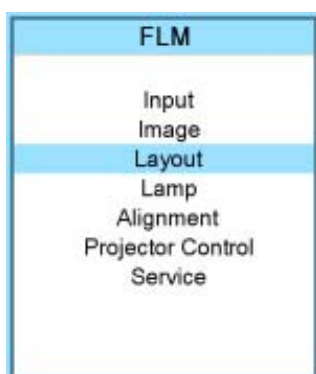 FLM
Input
Image
Layout
Lamp
Alignment
Projector Control
Service